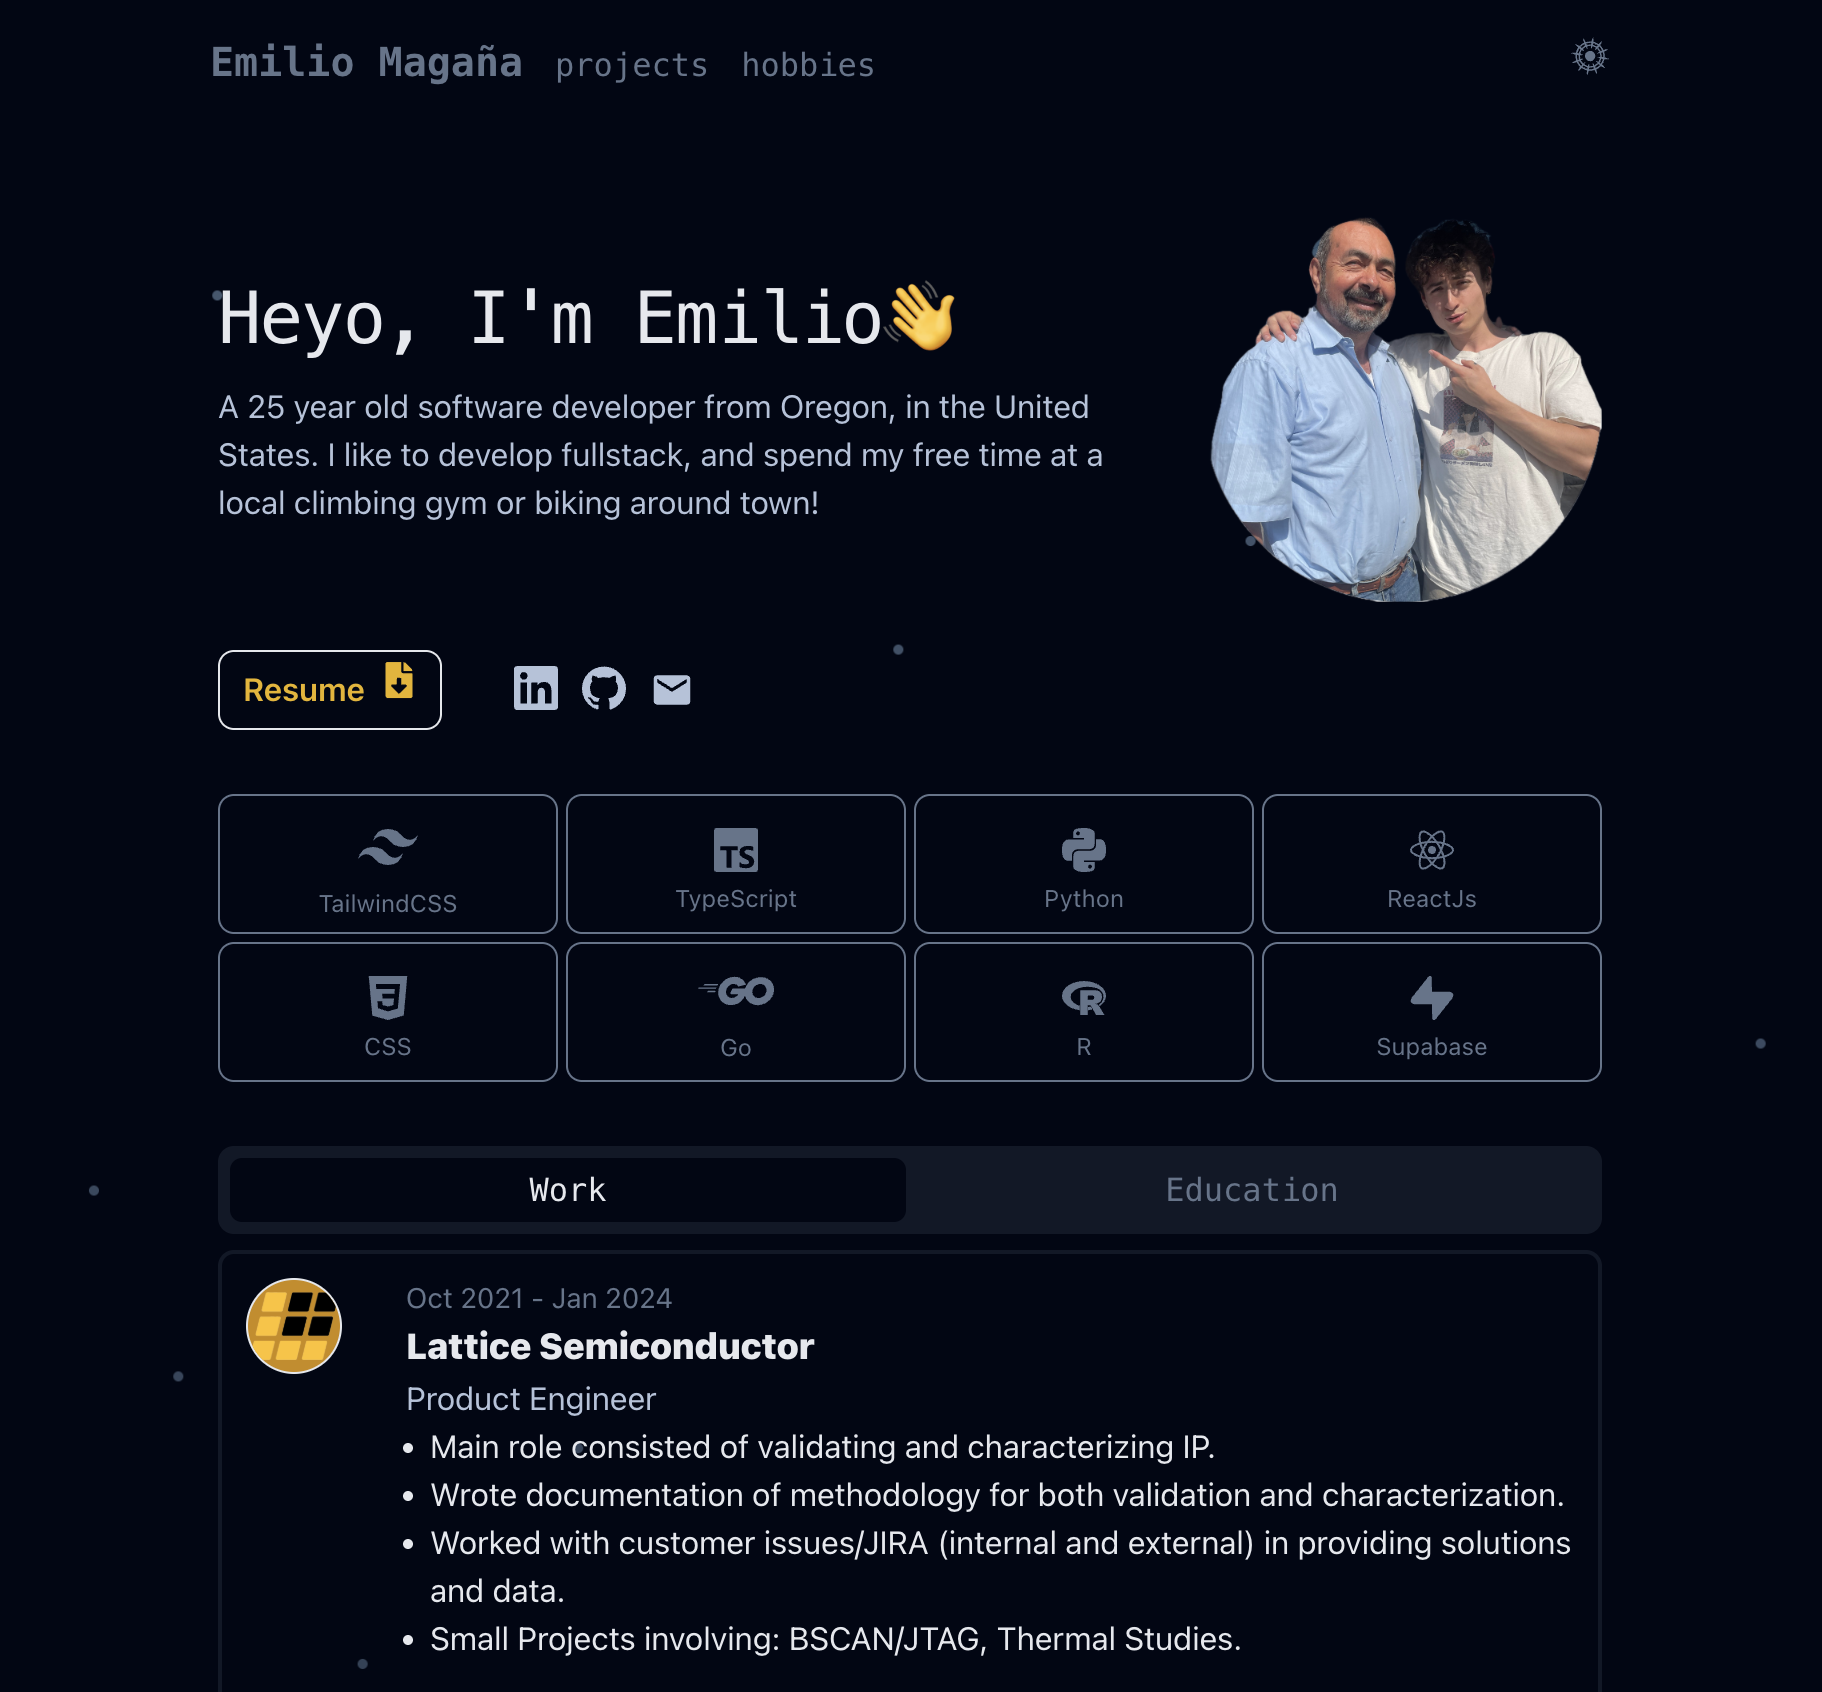 Emilio Magaña projects hobbies
Heyo, I'm Emilio👋
A 25 year old software developer from Oregon, in the United
States. I like to develop fullstack, and spend my free time at a
local climbing gym or biking around town!
Resume
in
TS
TailwindCSS TypeScript Python ReactJs
3 GO R
CSS Go R Supabase
Work Education
Oct 2021 - Jan 2024
Lattice Semiconductor
Product Engineer
• Main role consisted of validating and characterizing IP.
• Wrote documentation of methodology for both validation and characterization.
• Worked with customer issues/JIRA (internal and external) in providing solutions
and data.
• Small Projects involving: BSCAN/JTAG, Thermal Studies.